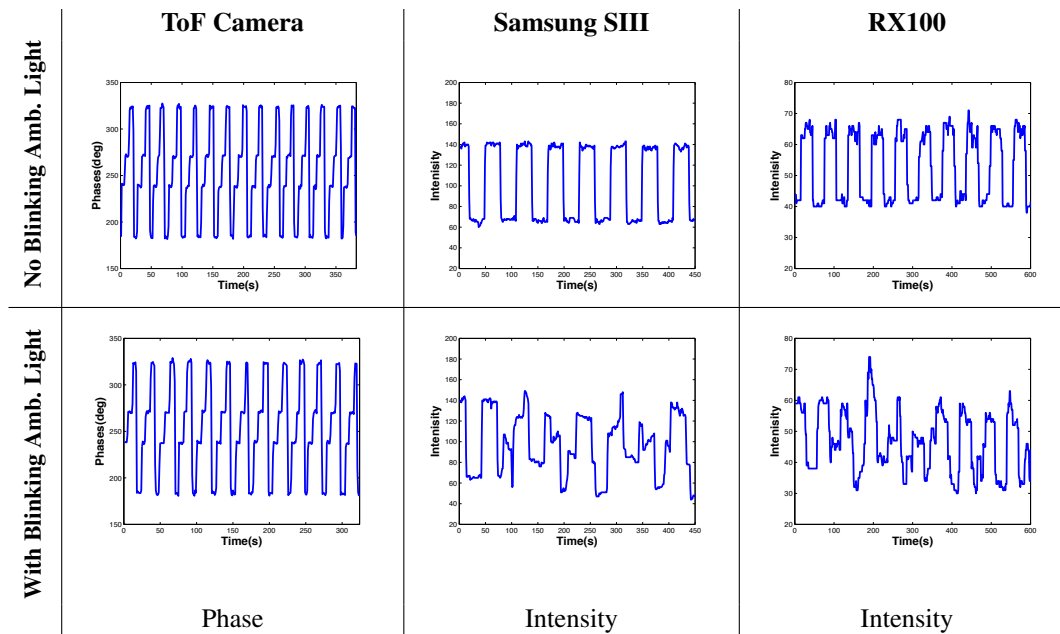 ToF Camera Samsung SIII RX100
No Blinking Amb. Light
350
300
250
200
150
Phases(deg)
0 50 100 150 200 250 300 350
Time(s)
200
180
160
140
120
100
80
60
40
20
Intenisity
0 50 100 150 200 250 300 350 400 450
Time(s)
80
70
60
50
40
30
20
Intenisity
0 100 200 300 400 500 600
Time(s)
With Blinking Amb. Light
350
300
250
200
150
Phases(deg)
0 50 100 150 200 250 300
Time(s)
200
180
160
140
120
100
80
60
40
20
Intenisity
0 50 100 150 200 250 300 350 400 450
Time(s)
80
70
60
50
40
30
20
Intenisity
0 100 200 300 400 500 600
Time(s)
Phase Intensity Intensity